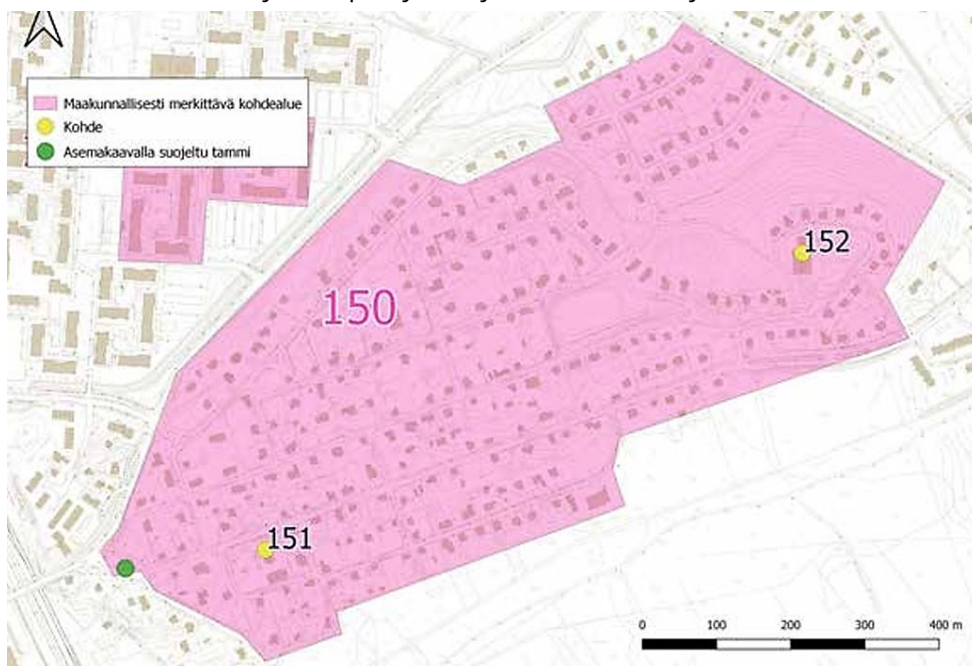 Maakunnallisesti merkittävä kohdealue
Kohde
Asemakaavalla suojeltu tammi
152
150
151
0 100 200 300 400 m